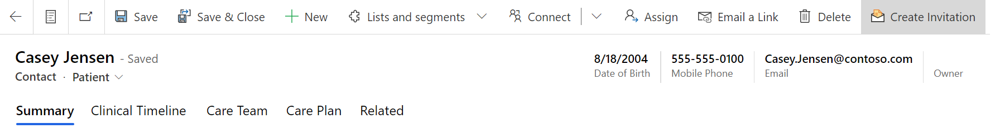 Save Save & Close New Lists and segments Connect Assign Email a Link Delete Create Invitation
Casey Jensen - Saved
Contact · Patient
8/18/2004 555-555-0100 Casey.Jensen@contoso.com
Date of Birth Mobile Phone Email Owner
Summary Clinical Timeline Care Team Care Plan Related